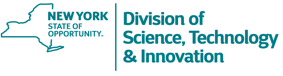 NEW YORK
STATE OF
OPPORTUNITY.
Division of
Science, Technology
& Innovation